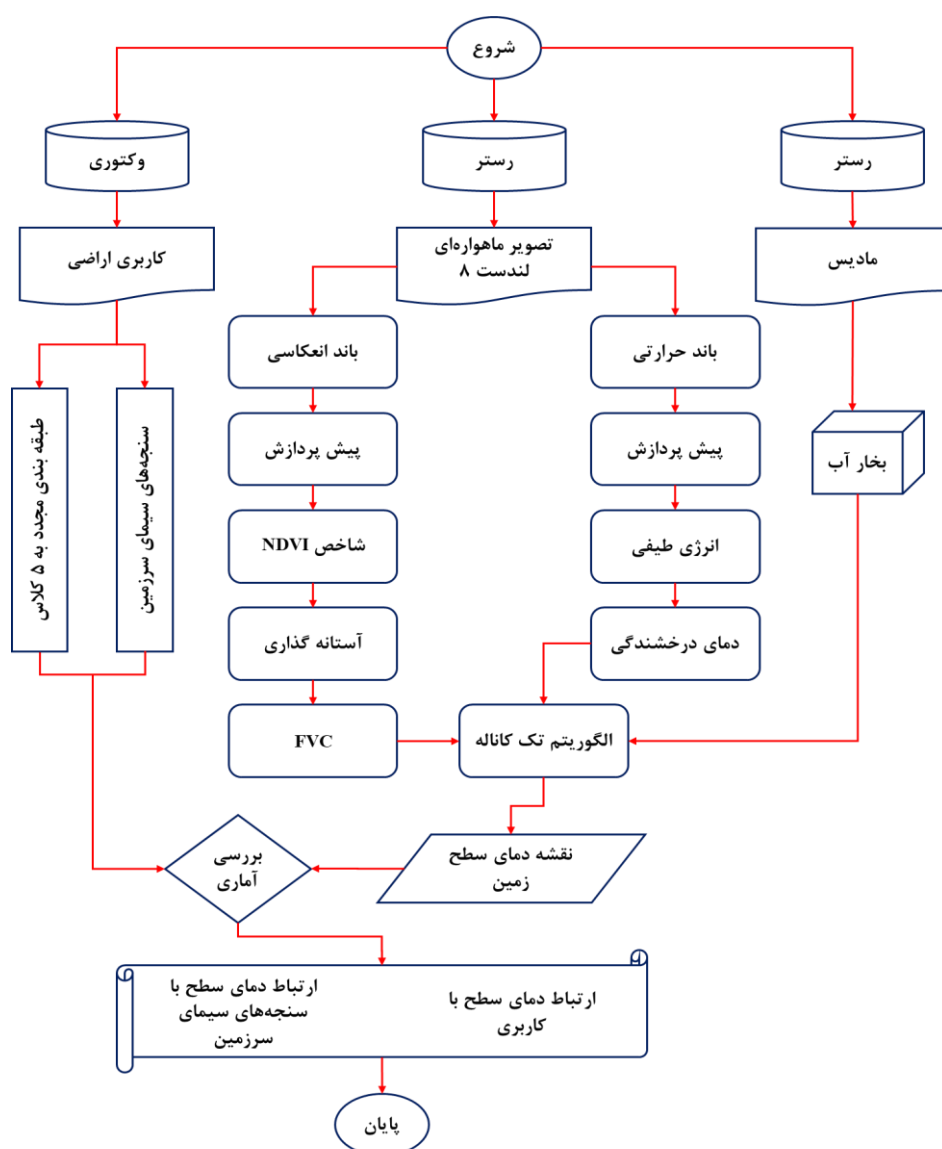 شروع
رستر
رستر
وکتوری
مادیس
تصویر ماهواره‌ای
لندست ۸
کاربری اراضی
باند حرارتی
باند انعکاسی
بخار آب
پیش پردازش
پیش پردازش
سنجه‌های سیمای سرزمین
طبقه بندی مجدد به ۵ کلاس
انرژی طیفی
شاخص NDVI
دمای درخشندگی
آستانه گذاری
الگوریتم تک کاناله
FVC
نقشه دمای سطح
زمین
بررسی
آماری
ارتباط دمای سطح با
کاربری
ارتباط دمای سطح با
سنجه‌های سیمای
سرزمین
پایان